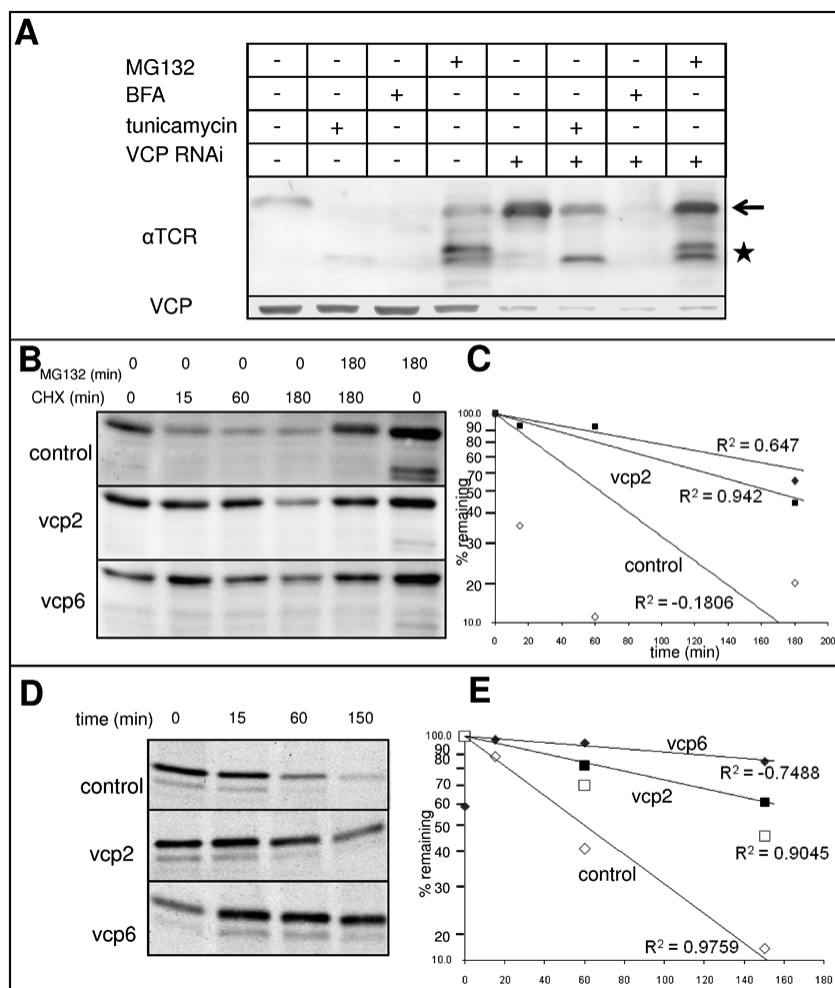 A
MG132 - - - + - - - +
BFA - - + - - - + -
tunicamycin - + - - - + - -
VCP RNAi - - - - + + + +
αTCR
VCP
B
MG132 (min) 0 0 0 0 180 180
CHX (min) 0 15 60 180 180 0
control
vcp2
vcp6
C
% remaining
100.0
90
80
60
70
50
40
30
20
10.0
R² = 0.647
vcp2
R² = 0.942
control
R² = -0.1806
0 20 40 60 80 100 120 140 160 180 200
time (min)
D
time (min) 0 15 60 150
control
vcp2
vcp6
E
% remaining
100.0
90
80
70
60
50
40
30
20
10.0
vcp6
R² = -0.7488
vcp2
R² = 0.9045
control
R² = 0.9759
0 20 40 60 80 100 120 140 160 180